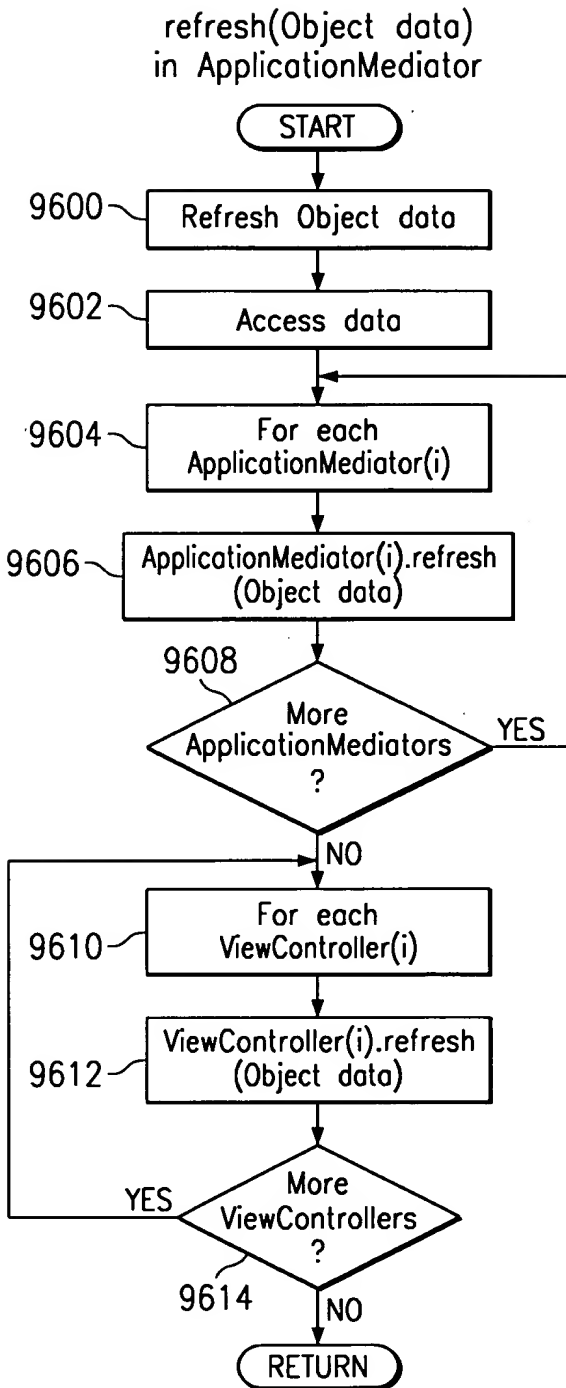 refresh(Object data)
in ApplicationMediator
START
9600
Refresh Object data
9602
Access data
9604
For each
ApplicationMediator(i)
9606
ApplicationMediator(i).refresh
(Object data)
9608
More
ApplicationMediators
?
YES
NO
9610
For each
ViewController(i)
9612
ViewController(i).refresh
(Object data)
YES
More
ViewControllers
?
9614
NO
RETURN